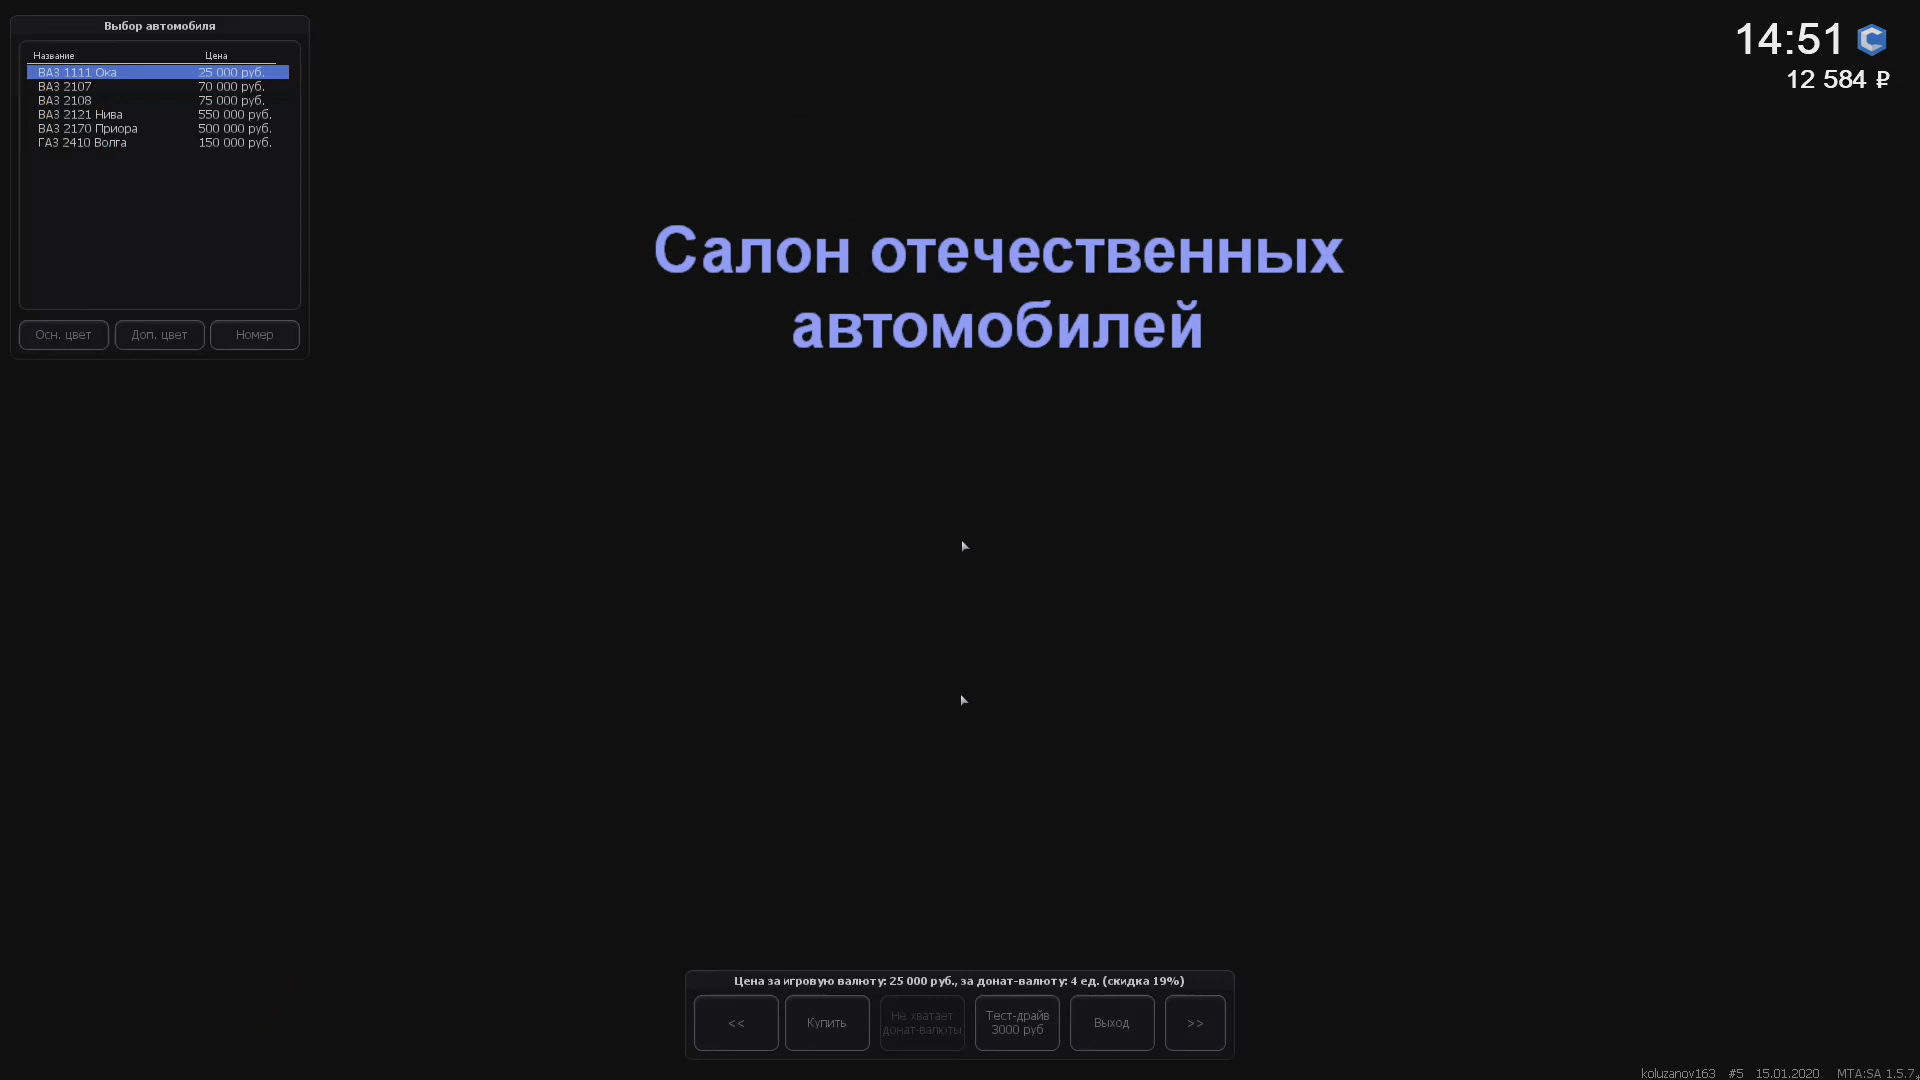 Выбор автомобиля
Название Цена
ВАЗ 1111 Ока 25 000 руб.
ВАЗ 2107 70 000 руб.
ВАЗ 2108 75 000 руб.
ВАЗ 2121 Нива 550 000 руб.
ВАЗ 2170 Приора 500 000 руб.
ГАЗ 2410 Волга 150 000 руб.
Осн. цвет Доп. цвет Номер
14:51
12 584 ₽
Салон отечественных
автомобилей
Цена за игровую валюту: 25 000 руб., за донат-валюту: 4 ед. (скидка 19%)
<< Купить Не хватает донат-валюты Тест-драйв 3000 руб Выход >>
koluzanov163 #5 15.01.2020 MTA:SA 1.5.7